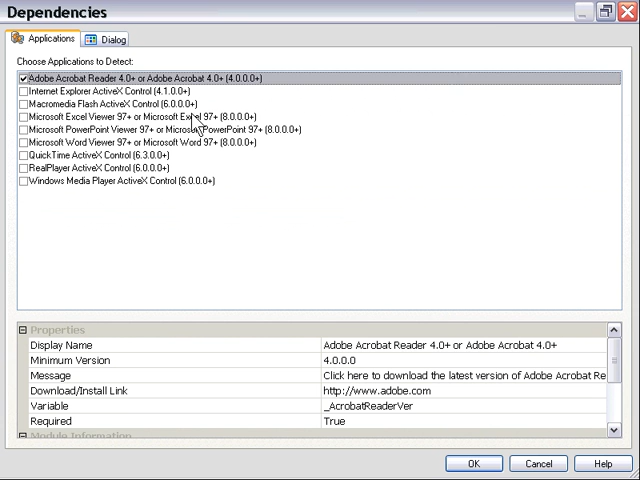 Dependencies
Applications
Dialog
Choose Applications to Detect:
Adobe Acrobat Reader 4.0+ or Adobe Acrobat 4.0+ (4.0.0.0+)
Internet Explorer ActiveX Control (4.1.0.0+)
Macromedia Flash ActiveX Control (6.0.0.0+)
Microsoft Excel Viewer 97+ or Microsoft Excel 97+ (8.0.0.0+)
Microsoft PowerPoint Viewer 97+ or Microsoft PowerPoint 97+ (8.0.0.0+)
Microsoft Word Viewer 97+ or Microsoft Word 97+ (8.0.0.0+)
QuickTime ActiveX Control (6.3.0.0+)
RealPlayer ActiveX Control (6.0.0.0+)
Windows Media Player ActiveX Control (6.0.0.0+)
Properties
Display Name Adobe Acrobat Reader 4.0+ or Adobe Acrobat 4.0+
Minimum Version 4.0.0.0
Message Click here to download the latest version of Adobe Acrobat Re
Download/Install Link http://www.adobe.com
Variable _AcrobatReaderVer
Required True
Module Information
OK Cancel Help